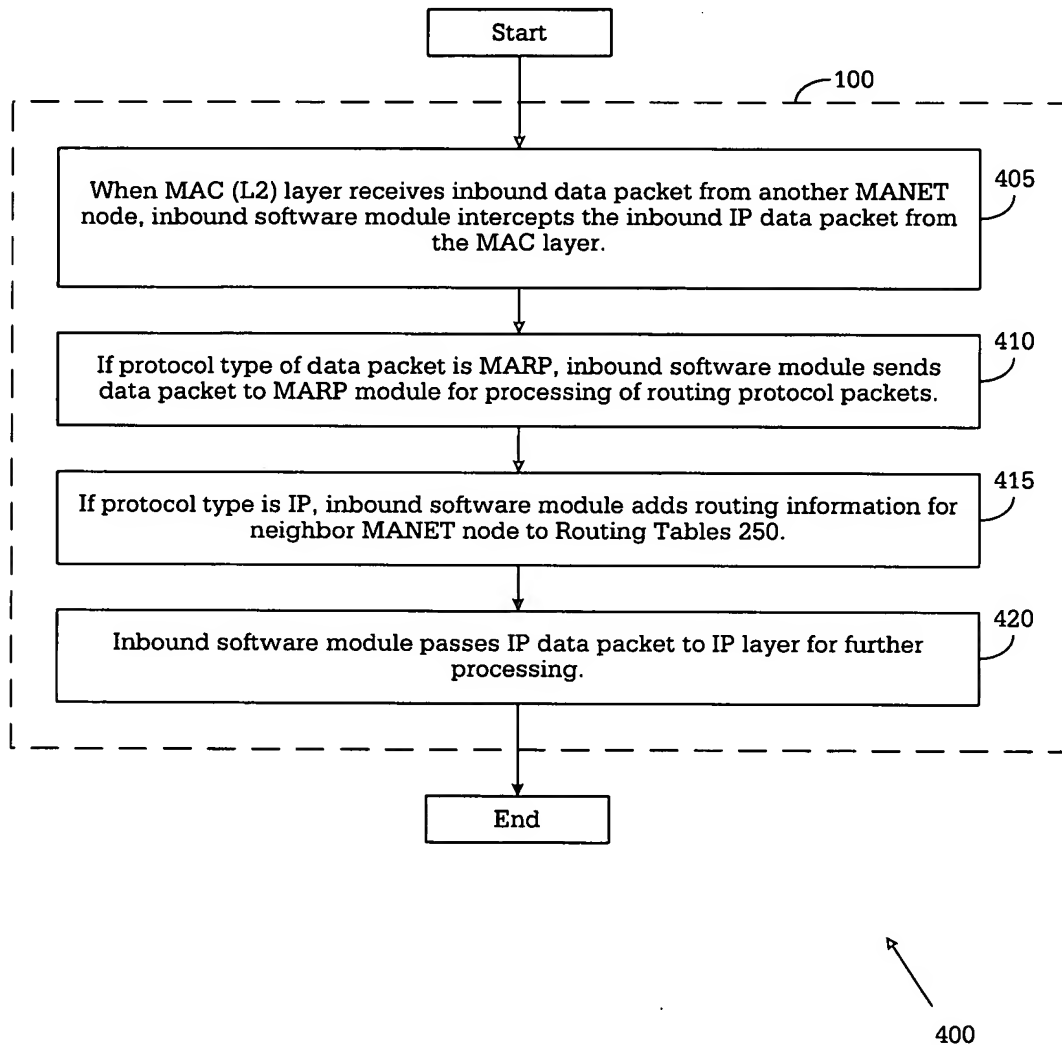 Start
100
When MAC (L2) layer receives inbound data packet from another MANET
node, inbound software module intercepts the inbound IP data packet from
the MAC layer.
405
If protocol type of data packet is MARP, inbound software module sends
data packet to MARP module for processing of routing protocol packets.
410
If protocol type is IP, inbound software module adds routing information for
neighbor MANET node to Routing Tables 250.
415
Inbound software module passes IP data packet to IP layer for further
processing.
420
End
400